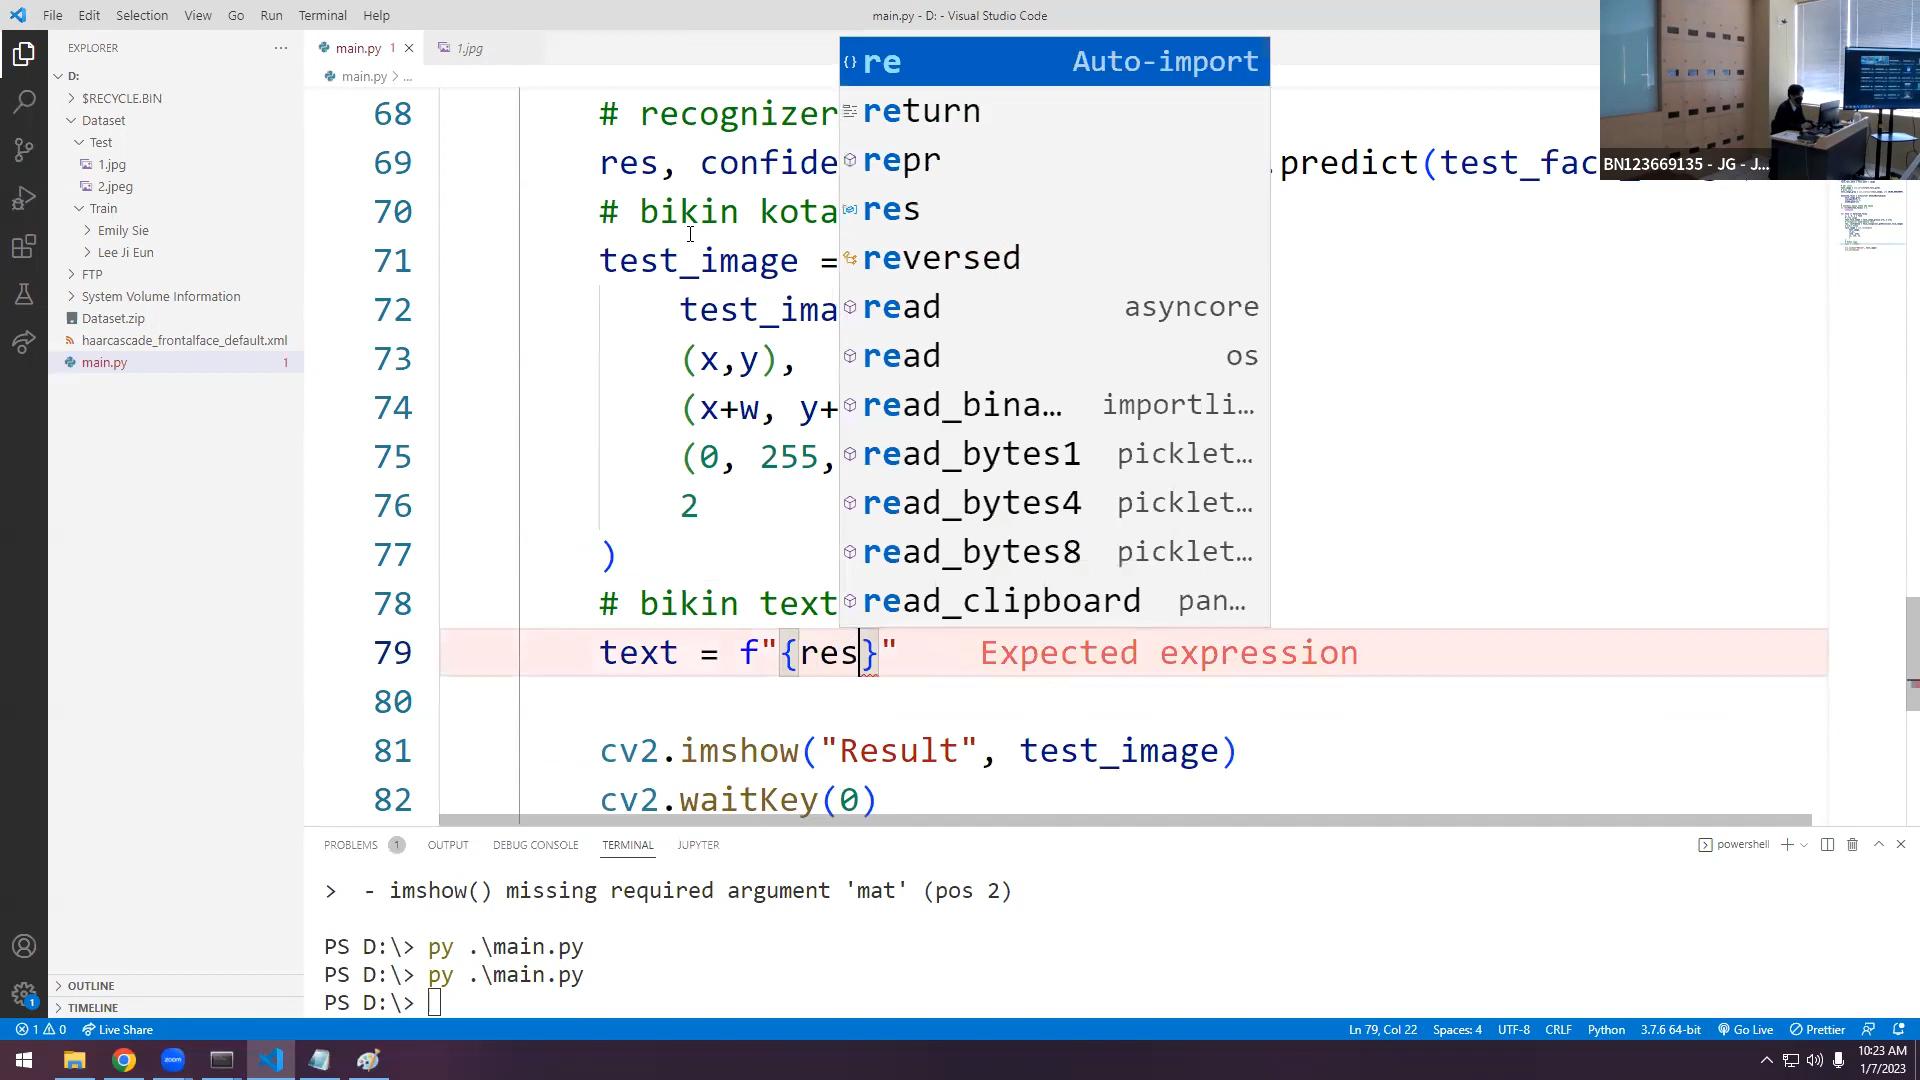 File Edit Selection View Go Run Terminal Help
main.py - D: - Visual Studio Code
EXPLORER
D:
$RECYCLE.BIN
Dataset
Test
1.jpg
2.jpeg
Train
Emily Sie
Lee Ji Eun
FTP
System Volume Information
Dataset.zip
haarcascade_frontalface_default.xml
main.py 1
OUTLINE
TIMELINE
main.py 1
1.jpg
main.py > ...
68 # recognizer
69 res, confide .predict(test_fac
70 # bikin kota
71 test_image =
72 test_ima
73 (x,y),
74 (x+w, y+
75 (0, 255,
76 2
77 )
78 # bikin text
79 text = f"{res}" Expected expression
80
81 cv2.imshow("Result", test_image)
82 cv2.waitKey(0)
re Auto-import
return
repr
res
reversed
read asyncore
read os
read_bina… importli…
read_bytes1 picklet…
read_bytes4 picklet…
read_bytes8 picklet…
read_clipboard pan…
BN123669135 - JG - J...
PROBLEMS 1 OUTPUT DEBUG CONSOLE TERMINAL JUPYTER
powershell
> - imshow() missing required argument 'mat' (pos 2)
PS D:\> py .\main.py
PS D:\> py .\main.py
PS D:\>
1 0 Live Share
Ln 79, Col 22 Spaces: 4 UTF-8 CRLF Python 3.7.6 64-bit Go Live Prettier
1
zoom
10:23 AM
1/7/2023